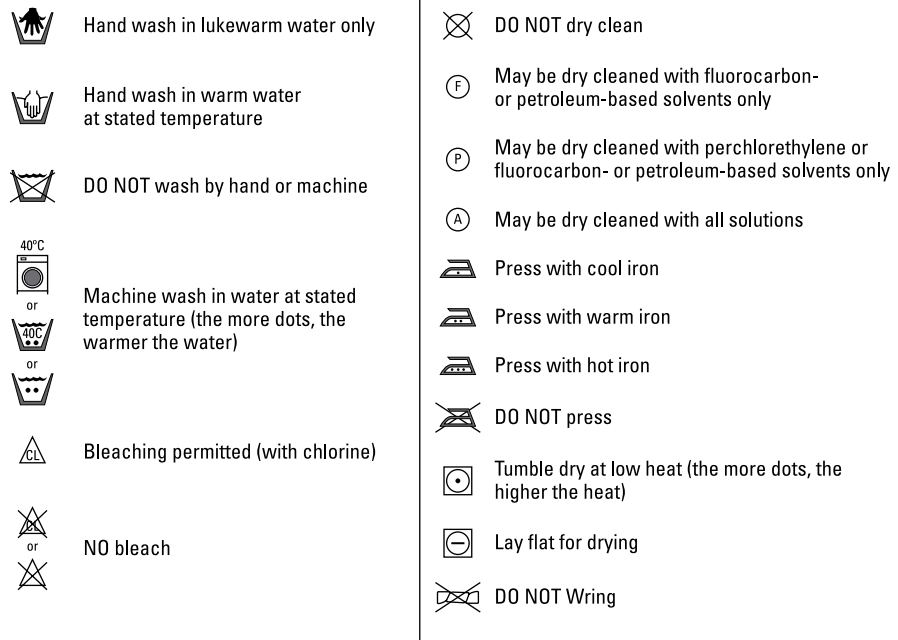 Hand wash in lukewarm water only
Hand wash in warm water
at stated temperature
DO NOT wash by hand or machine
40°C
or
40C
or
Machine wash in water at stated
temperature (the more dots, the
warmer the water)
CL
Bleaching permitted (with chlorine)
CL
or
NO bleach
DO NOT dry clean
F
May be dry cleaned with fluorocarbon-
or petroleum-based solvents only
P
May be dry cleaned with perchlorethylene or
fluorocarbon- or petroleum-based solvents only
A
May be dry cleaned with all solutions
Press with cool iron
Press with warm iron
Press with hot iron
DO NOT press
Tumble dry at low heat (the more dots, the
higher the heat)
Lay flat for drying
DO NOT Wring